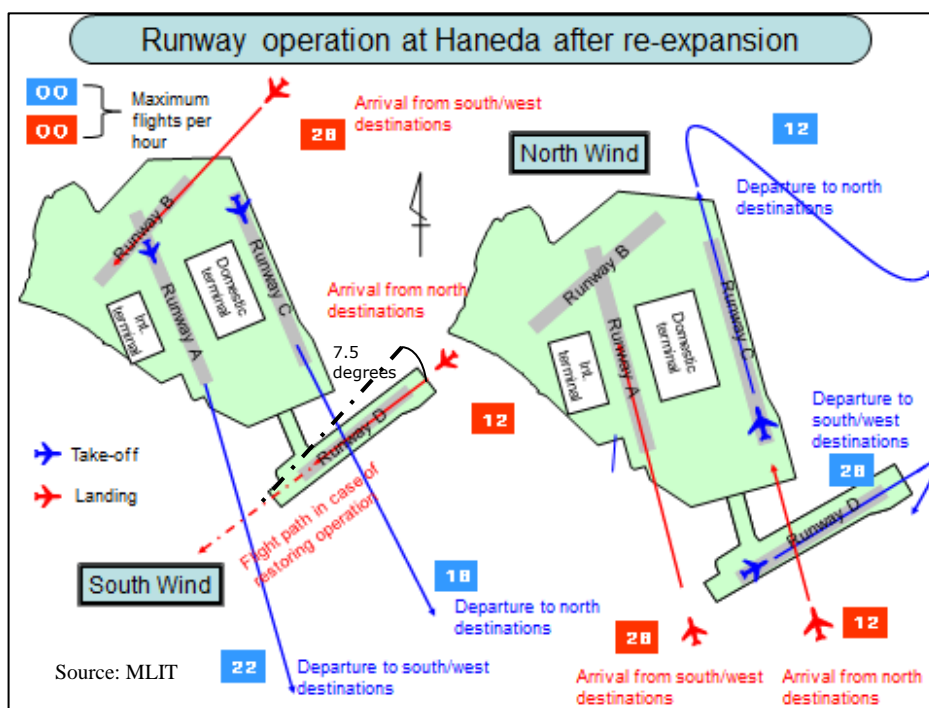 Runway operation at Haneda after re-expansion
00
00
Maximum
flights per
hour
28
Arrival from south/west
destinations
North Wind
12
Departure to north
destinations
Runway B
Runway A
Runway C
Domestic
terminal
Int.
terminal
Arrival from north
destinations
7.5
degrees
12
Runway D
Take-off
Landing
Flight path in case of
restoring operation
South Wind
18
Departure to north
destinations
22
Departure to south/west
destinations
Source: MLIT
Runway B
Runway A
Runway C
Domestic
terminal
Int.
terminal
Departure to
south/west
destinations
28
Runway D
28
Arrival from south/west
destinations
12
Arrival from north
destinations